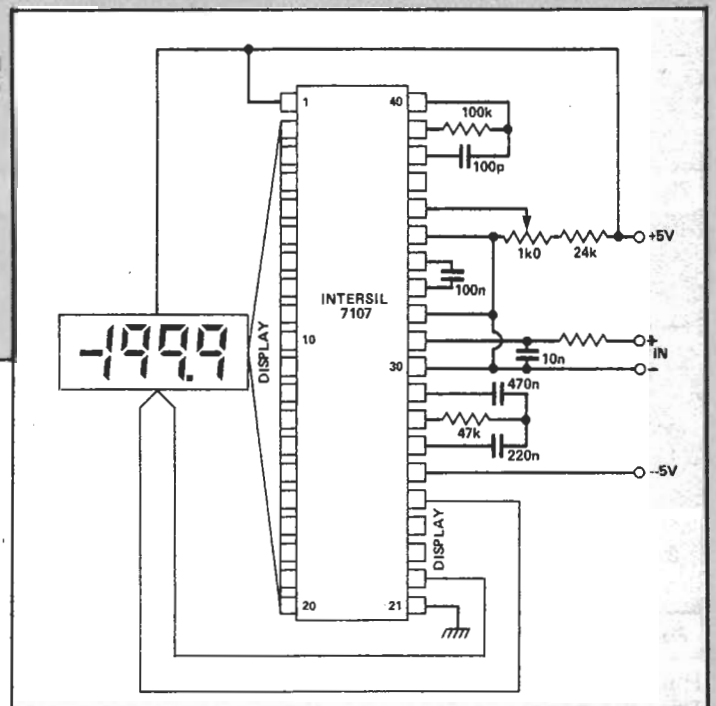 1
40
100k
100p
+5V
1k0
24k
100n
INTERSIL
7107
+
IN
-
10n
10
30
-199.9
DISPLAY
470n
47k
220n
--5V
DISPLAY
20
21